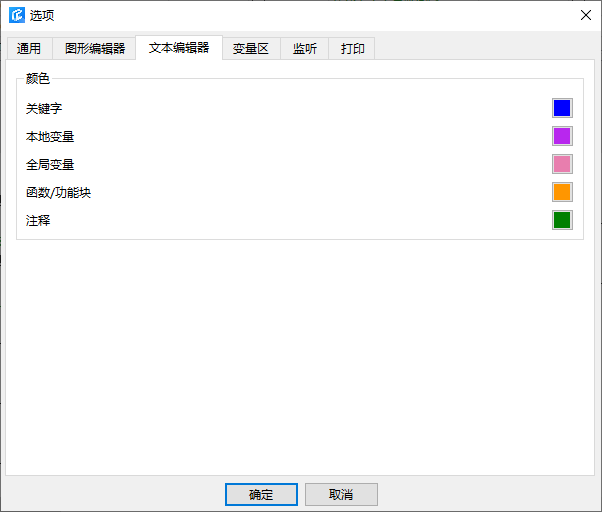 选项
通用 图形编辑器 文本编辑器 变量区 监听 打印
颜色
关键字
本地变量
全局变量
函数/功能块
注释
确定 取消